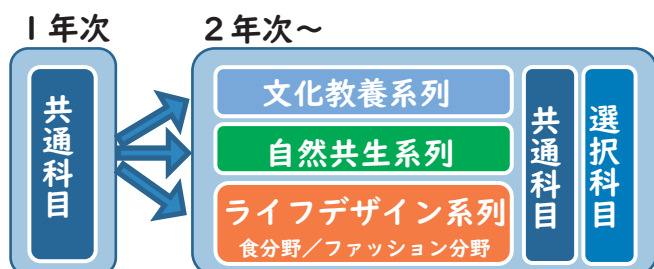 1年次
共通科目
2年次～
文化教養系列
自然共生系列
ライフデザイン系列
食分野／ファッション分野
共通科目
選択科目